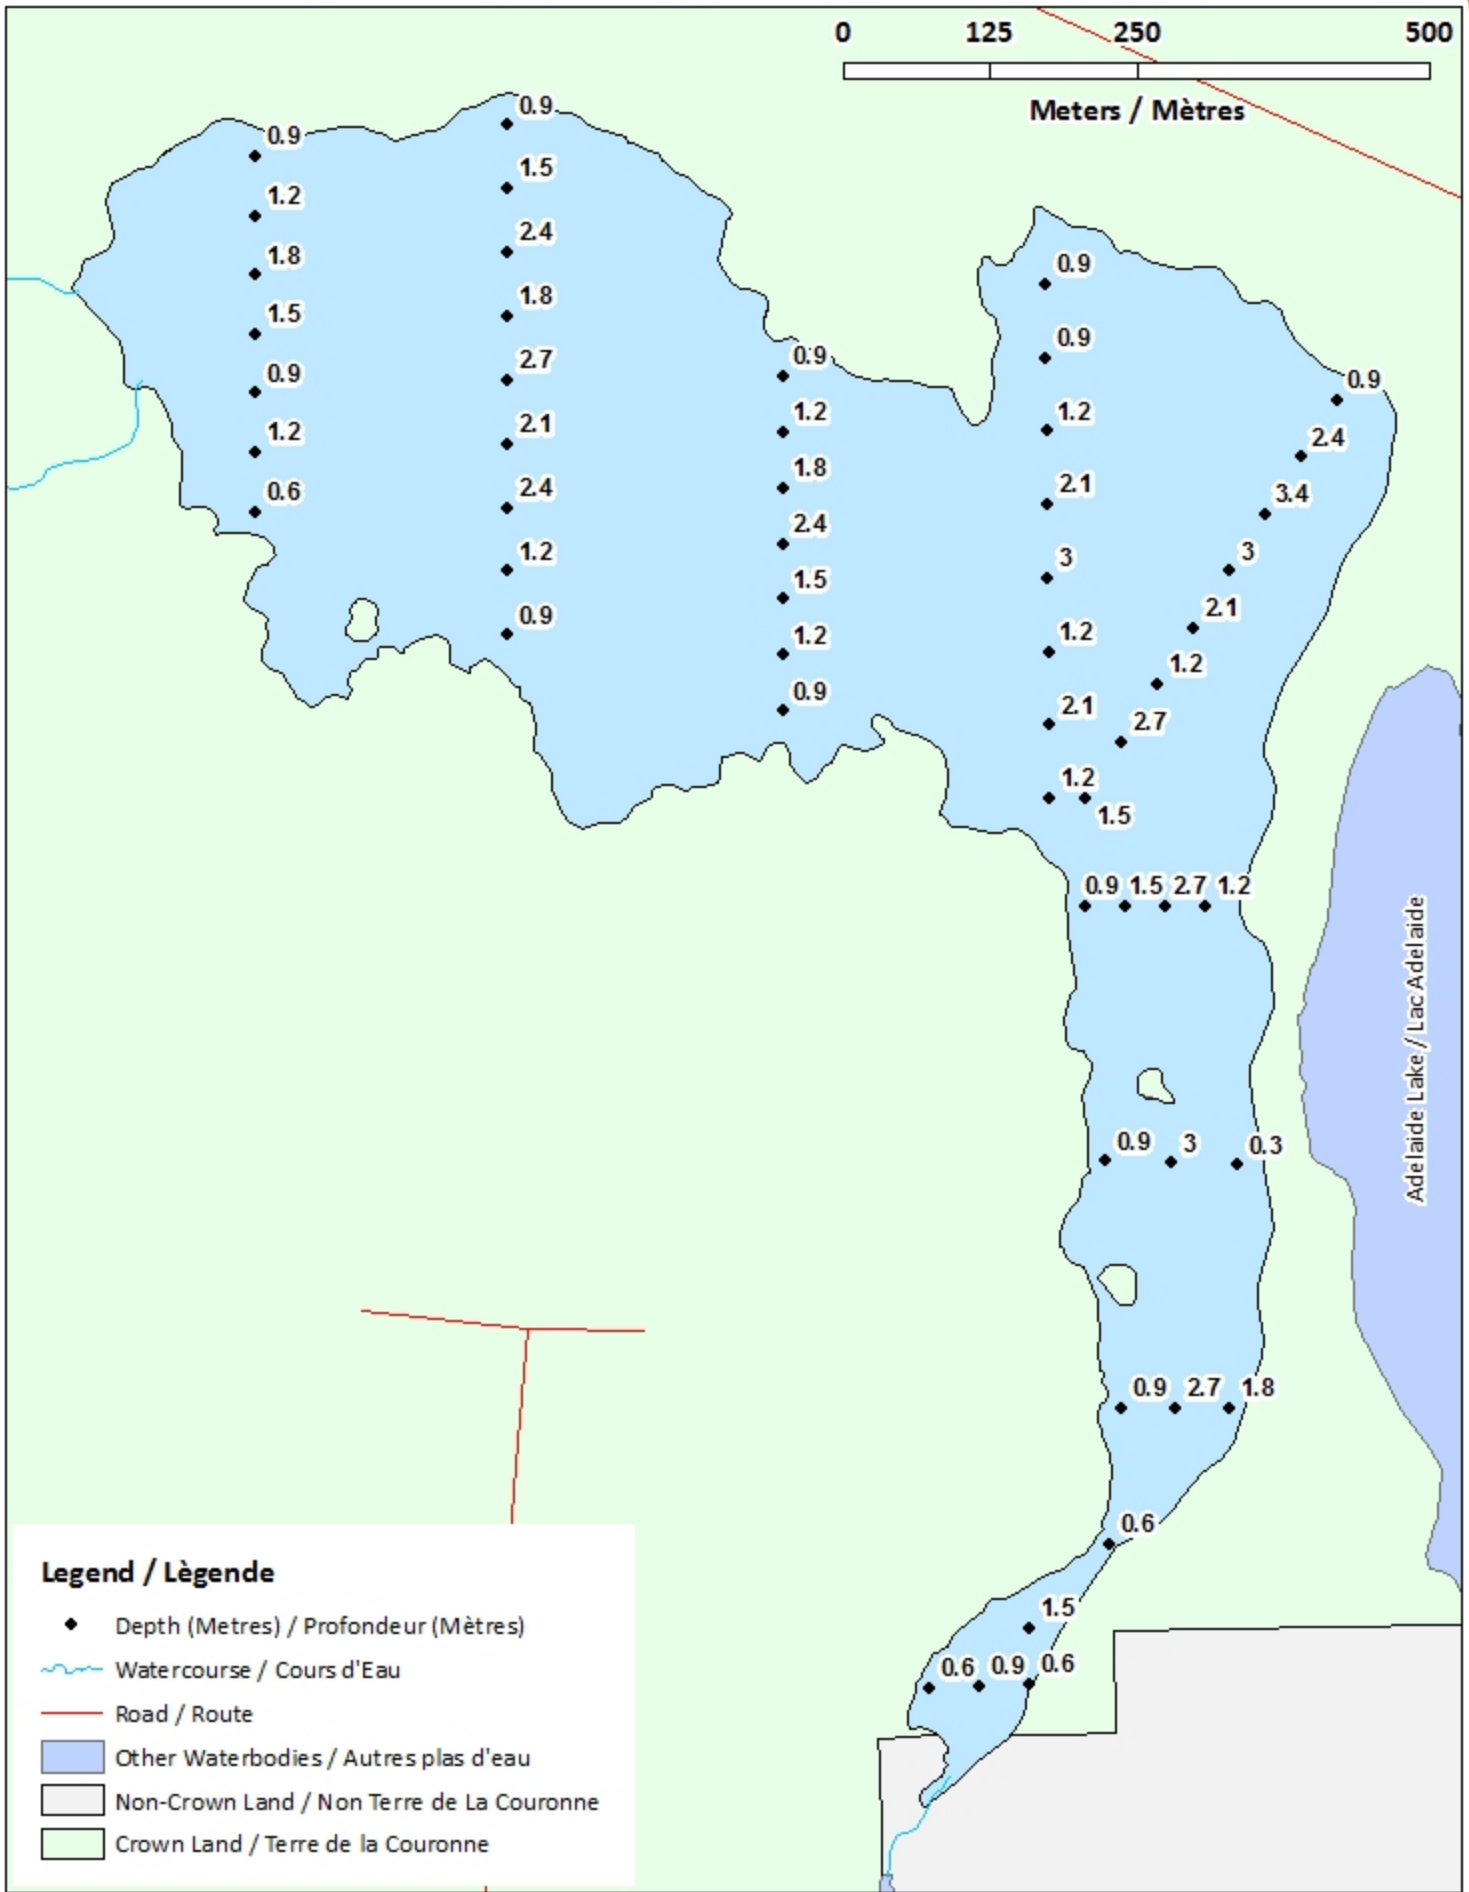 0 125 250 500
Meters / Mètres
0.9
0.9
1.5
1.2
2.4
1.8
0.9
1.8
1.5
0.9
0.9
2.7
0.9
0.9
1.2
1.2
2.1
1.2
2.4
1.8
2.1
3.4
0.6
2.4
2.4
1.2
3
3
1.5
2.1
0.9
1.2
1.2
1.2
0.9
2.1
2.7
1.2
1.5
0.9 1.5 2.7 1.2
Adelaide Lake / Lac Adelaide
0.9 3 0.3
0.9 2.7 1.8
0.6
1.5
0.6 0.9 0.6
Legend / Lègende
Depth (Metres) / Profondeur (Mètres)
Watercourse / Cours d'Eau
Road / Route
Other Waterbodies / Autres plas d'eau
Non-Crown Land / Non Terre de La Couronne
Crown Land / Terre de la Couronne